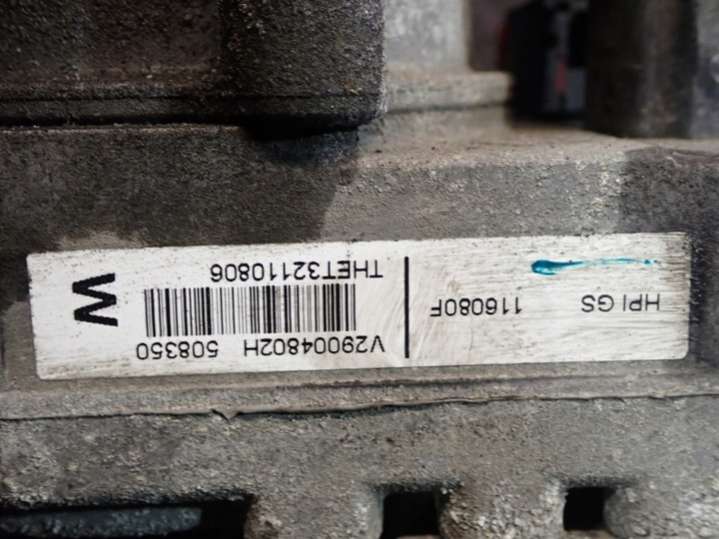 HPI GS 116080F
V29004802H 508350
THET32110806
M